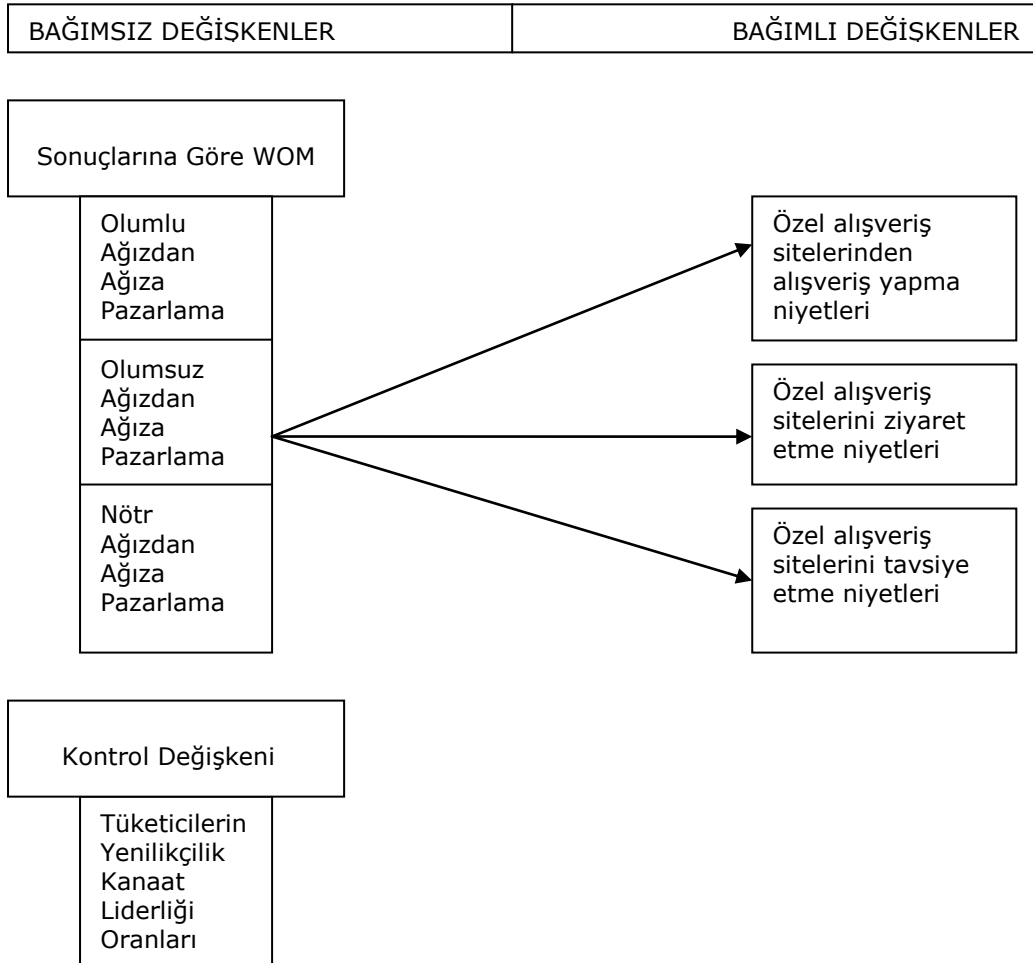 BAĞIMSIZ DEĞİŞKENLER
BAĞIMLI DEĞİŞKENLER
Sonuçlarına Göre WOM
Olumlu
Ağızdan
Ağıza
Pazarlama
Olumsuz
Ağızdan
Ağıza
Pazarlama
Nötr
Ağızdan
Ağıza
Pazarlama
Özel alışveriş
sitelerinden
alışveriş yapma
niyetleri
Özel alışveriş
sitelerini ziyaret
etme niyetleri
Özel alışveriş
sitelerini tavsiye
etme niyetleri
Kontrol Değişkeni
Tüketicilerin
Yenilikçilik
Kanaat
Liderliği
Oranları